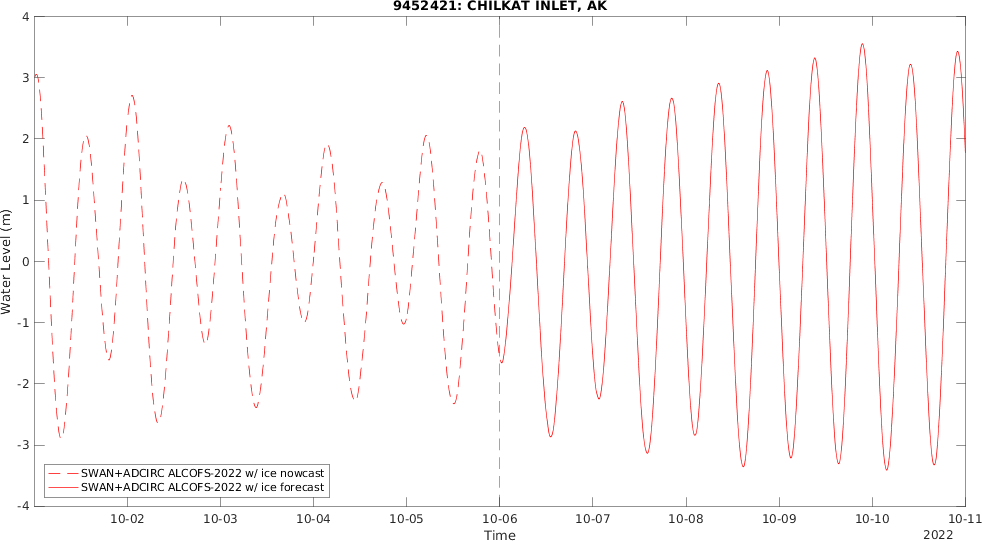 9452421: CHILKAT INLET, AK
4
3
2
1
0
-1
-2
-3
-4
Water Level (m)
SWAN+ADCIRC ALCOFS-2022 w/ ice nowcast
SWAN+ADCIRC ALCOFS-2022 w/ ice forecast
10-02 10-03 10-04 10-05 10-06 10-07 10-08 10-09 10-10 10-11
Time
2022